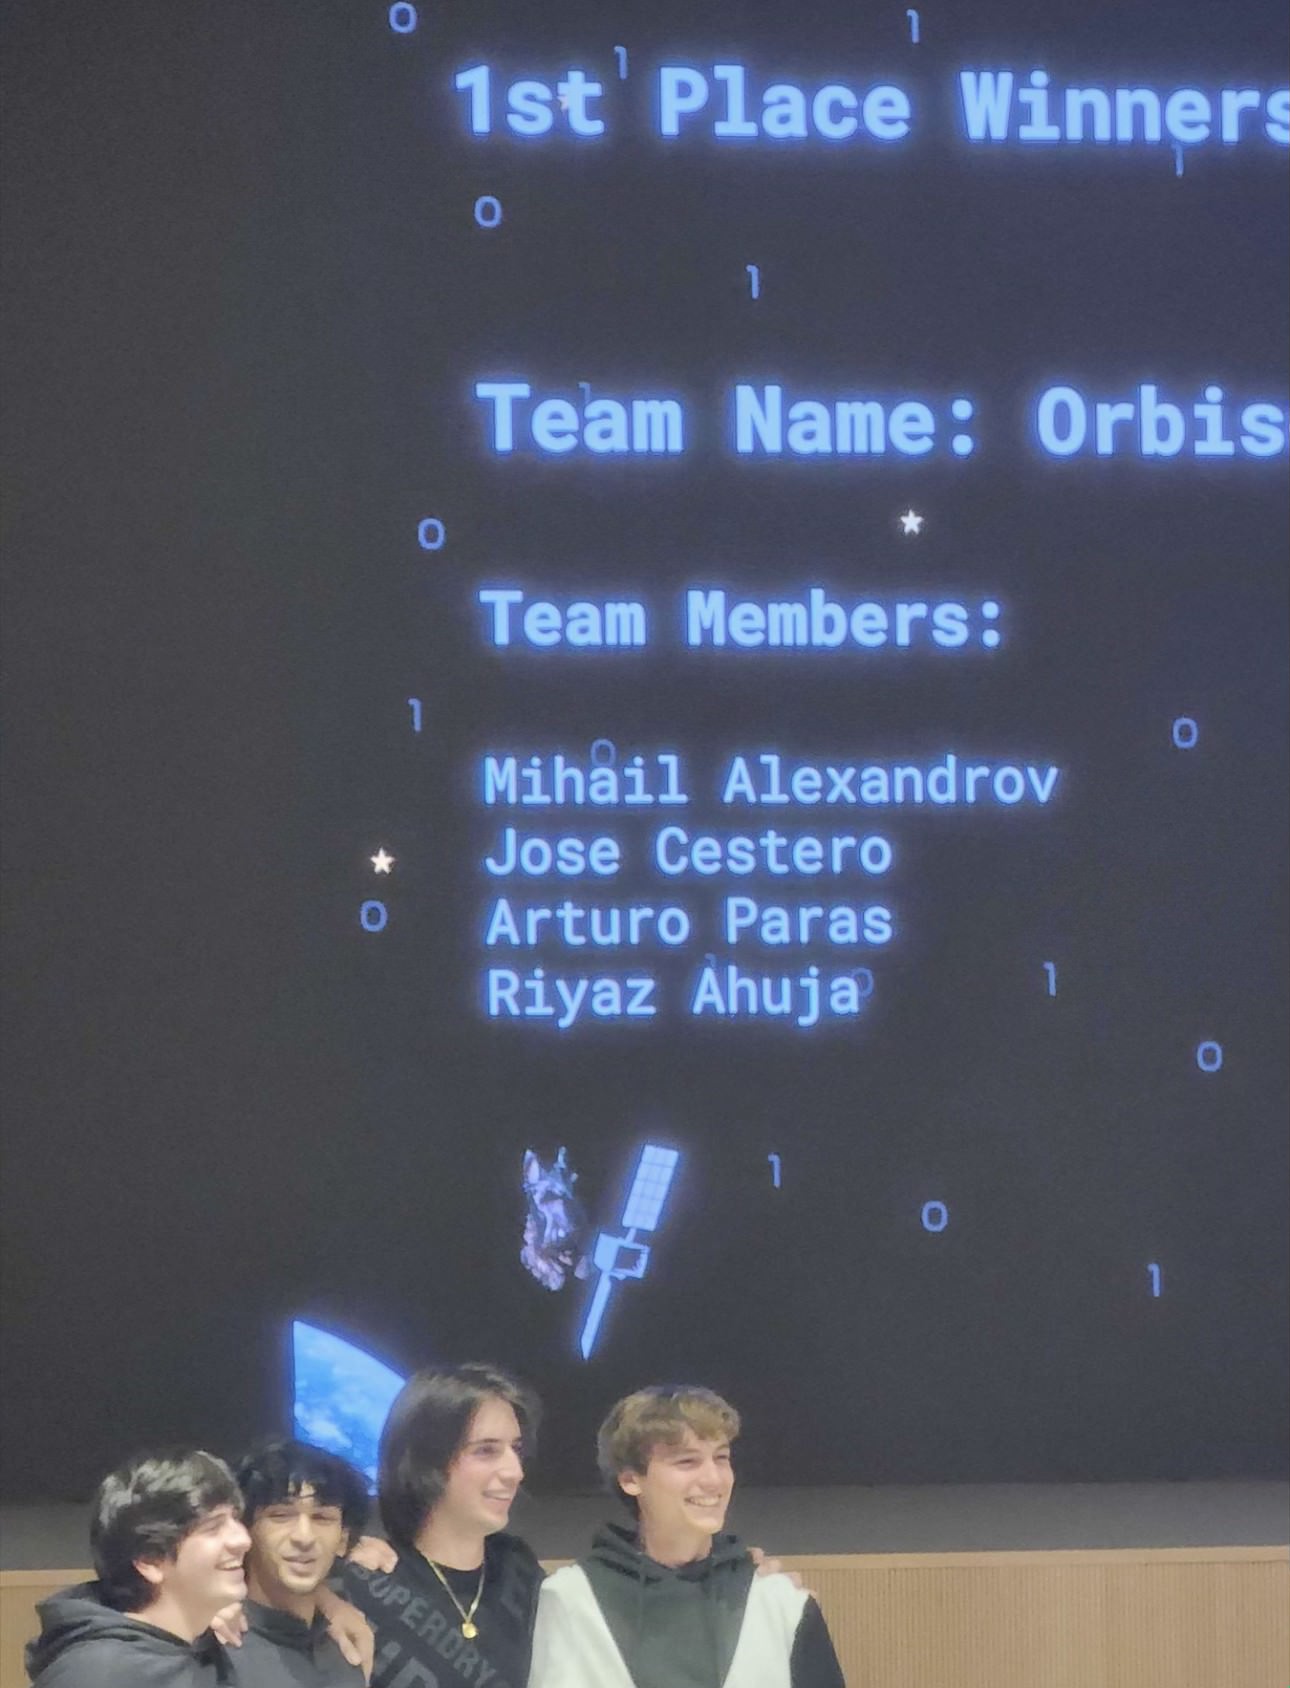 1st Place Winners
Team Name: Orbis
Team Members:
Mihail Alexandrov
Jose Cestero
Arturo Paras
Riyaz Ahuja
SUPERDRY